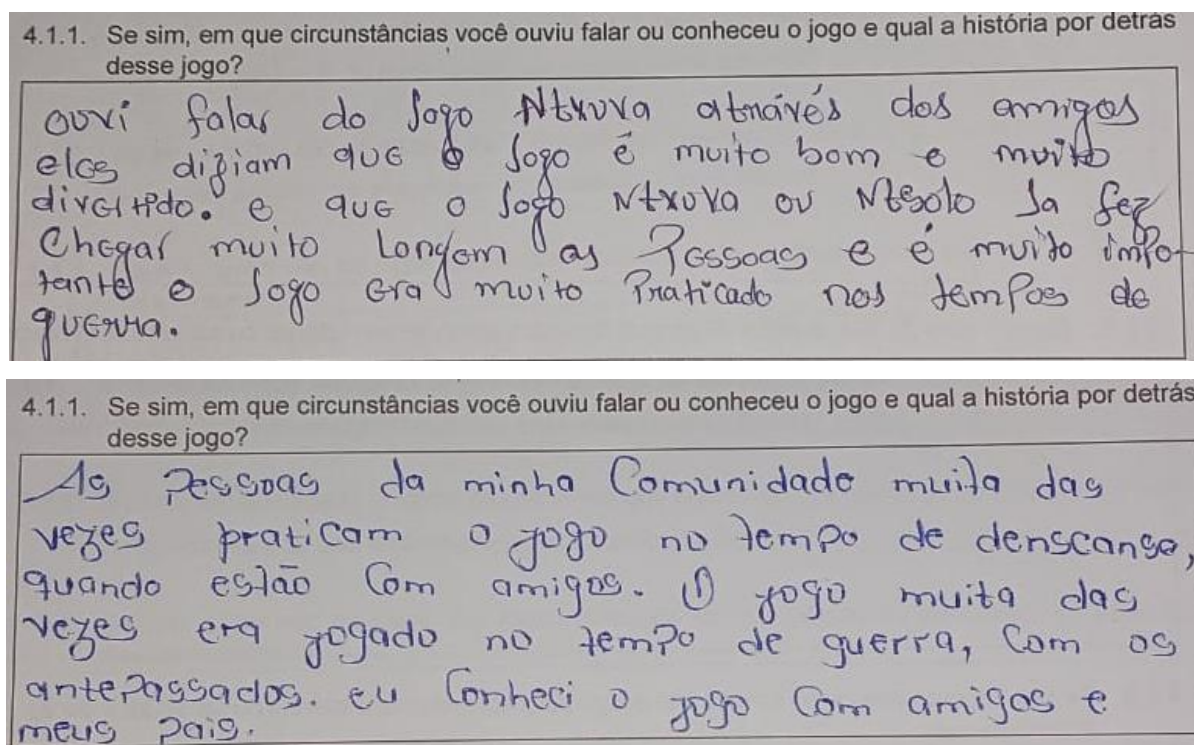 4.1.1. Se sim, em que circunstâncias você ouviu falar ou conheceu o jogo e qual a história por detrás
desse jogo?
ouvi falar do Jogo Ntxuva atrávés dos amigos
eles diziam que o Jogo é muito bom e muito
divertido. e que o Jogo Ntxuva ou Ntsolo Ja fez
Chegar muito Longem as Pessoas e é muito impo-
tante o Jogo era muito Praticado nos tempos de
guerra.
4.1.1. Se sim, em que circunstâncias você ouviu falar ou conheceu o jogo e qual a história por detrás
desse jogo?
As Pessoas da minha Comunidade muita das
vezes praticam o jogo no tempo de denscanso,
quando estão Com amigos. O jogo muita das
vezes era jogado no tempo de guerra, Com os
antepassados. eu Conheci o jogo Com amigos e
meus pais.